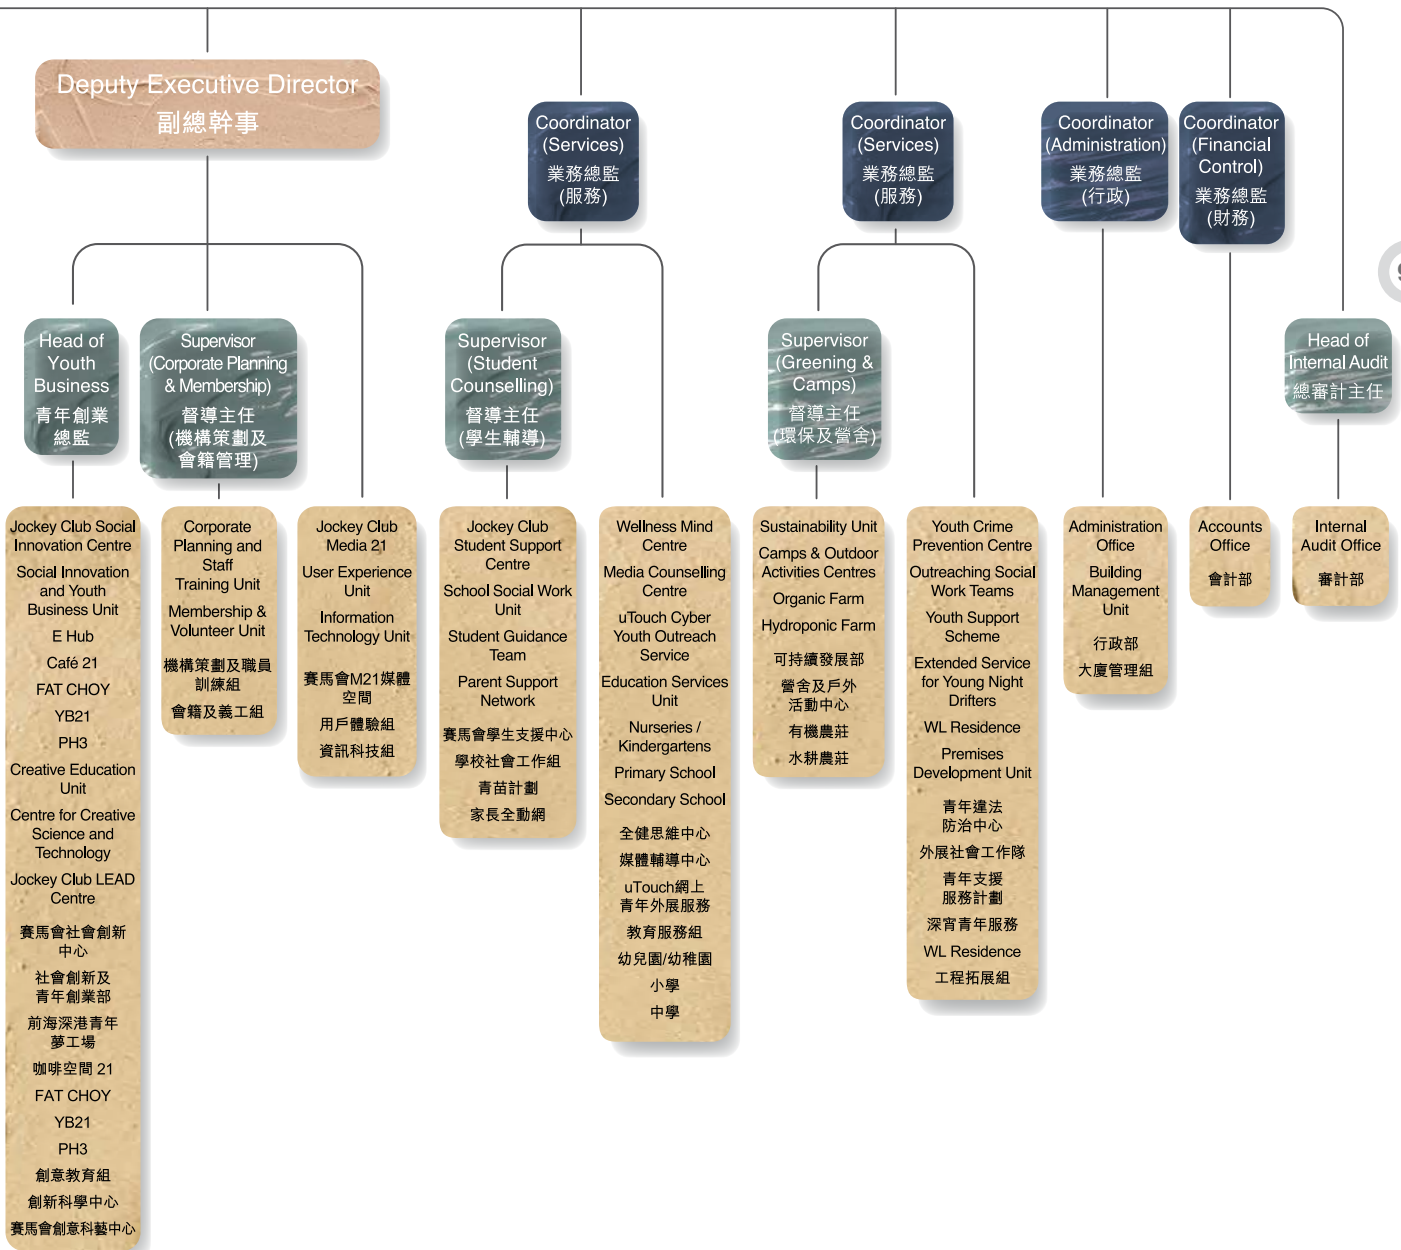 Deputy Executive Director
副總幹事
Coordinator
(Services)
業務總監
(服務)
Coordinator
(Services)
業務總監
(服務)
Coordinator
(Administration)
業務總監
(行政)
Coordinator
(Financial
Control)
業務總監
(財務)
Head of
Youth
Business
青年創業
總監
Supervisor
(Corporate Planning
& Membership)
督導主任
(機構策劃及
會籍管理)
Supervisor
(Student
Counselling)
督導主任
(學生輔導)
Supervisor
(Greening &
Camps)
督導主任
(環保及營舍)
Head of
Internal Audit
總審計主任
Jockey Club Social
Innovation Centre
Social Innovation
and Youth
Business Unit
E Hub
Café 21
FAT CHOY
YB21
PH3
Creative Education
Unit
Centre for Creative
Science and
Technology
Jockey Club LEAD
Centre
賽馬會社會創新
中心
社會創新及
青年創業部
前海深港青年
夢工場
咖啡空間 21
FAT CHOY
YB21
PH3
創意教育組
創新科學中心
賽馬會創意科藝中心
Corporate
Planning and
Staff
Training Unit
Membership &
Volunteer Unit
機構策劃及職員
訓練組
會籍及義工組
Jockey Club
Media 21
User Experience
Unit
Information
Technology Unit
賽馬會M21媒體
空間
用戶體驗組
資訊科技組
Jockey Club
Student Support
Centre
School Social Work
Unit
Student Guidance
Team
Parent Support
Network
賽馬會學生支援中心
學校社會工作組
青苗計劃
家長全動網
Wellness Mind
Centre
Media Counselling
Centre
uTouch Cyber
Youth Outreach
Service
Education Services
Unit
Nurseries /
Kindergartens
Primary School
Secondary School
全健思維中心
媒體輔導中心
uTouch網上
青年外展服務
教育服務組
幼兒園/幼稚園
小學
中學
Sustainability Unit
Camps & Outdoor
Activities Centres
Organic Farm
Hydroponic Farm
可持續發展部
營舍及戶外
活動中心
有機農莊
水耕農莊
Youth Crime
Prevention Centre
Outreaching Social
Work Teams
Youth Support
Scheme
Extended Service
for Young Night
Drifters
WL Residence
Premises
Development Unit
青年違法
防治中心
外展社會工作隊
青年支援
服務計劃
深宵青年服務
WL Residence
工程拓展組
Administration
Office
Building
Management
Unit
行政部
大廈管理組
Accounts
Office
會計部
Internal
Audit Office
審計部